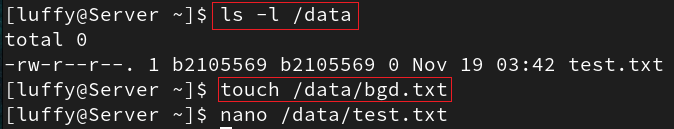 [luffy@Server ~]$ ls -l /data
total 0
-rw-r--r--. 1 b2105569 b2105569 0 Nov 19 03:42 test.txt
[luffy@Server ~]$ touch /data/bgd.txt
[luffy@Server ~]$ nano /data/test.txt